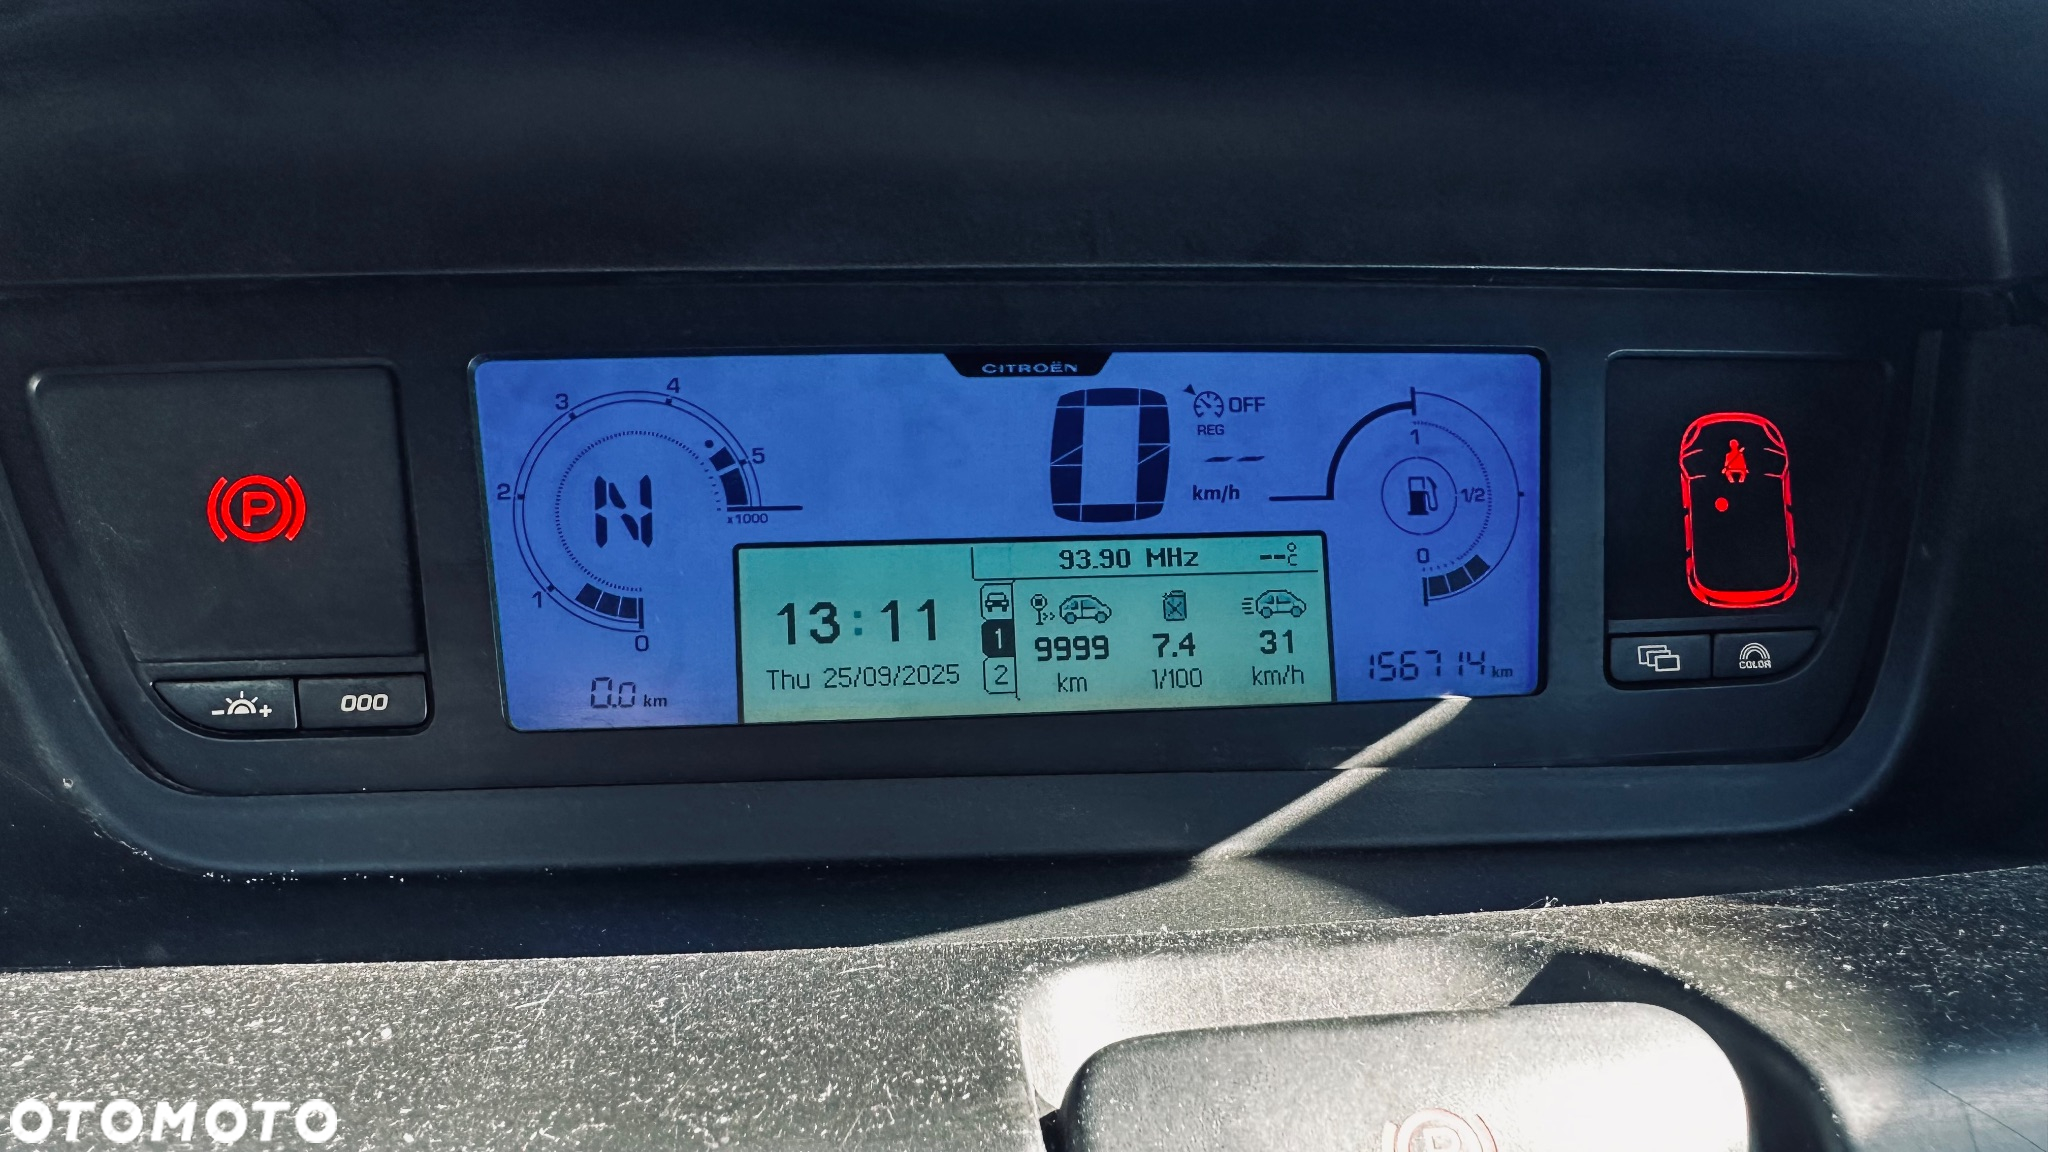 CITROËN
4
3
5
2
1
0
x1000
N
0
OFF
REG
--
km/h
1
1/2
0
P
93.90 MHz --°C
13:11
Thu 25/09/2025
1
2
9999
km
7.4
1/100
31
km/h
0.0 km
156714 km
- +
000
COLOR
P
OTOMOTO